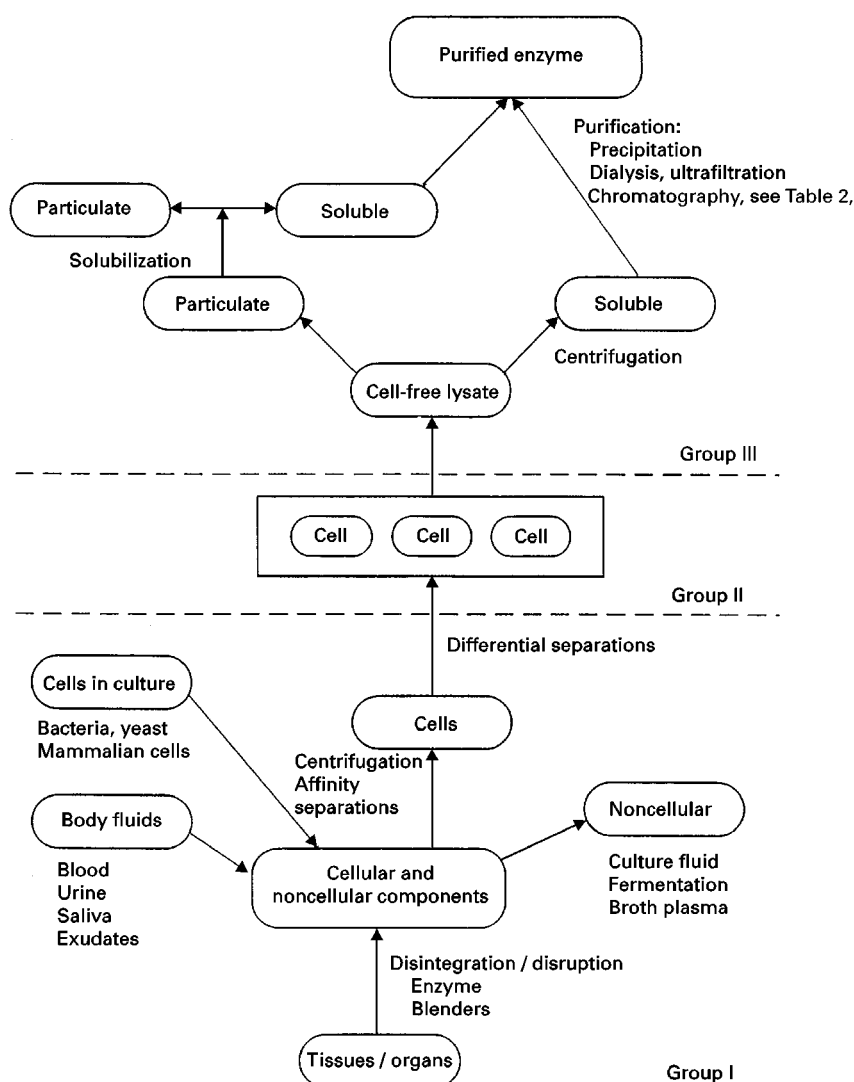 Purified enzyme
Purification:
Precipitation
Dialysis, ultrafiltration
Chromatography, see Table 2,
Particulate
Soluble
Solubilization
Particulate
Soluble
Centrifugation
Cell-free lysate
Group III
Cell
Cell
Cell
Group II
Differential separations
Cells in culture
Bacteria, yeast
Mammalian cells
Cells
Centrifugation
Affinity
separations
Noncellular
Culture fluid
Fermentation
Broth plasma
Body fluids
Blood
Urine
Saliva
Exudates
Cellular and
noncellular components
Disintegration / disruption
Enzyme
Blenders
Tissues / organs
Group I